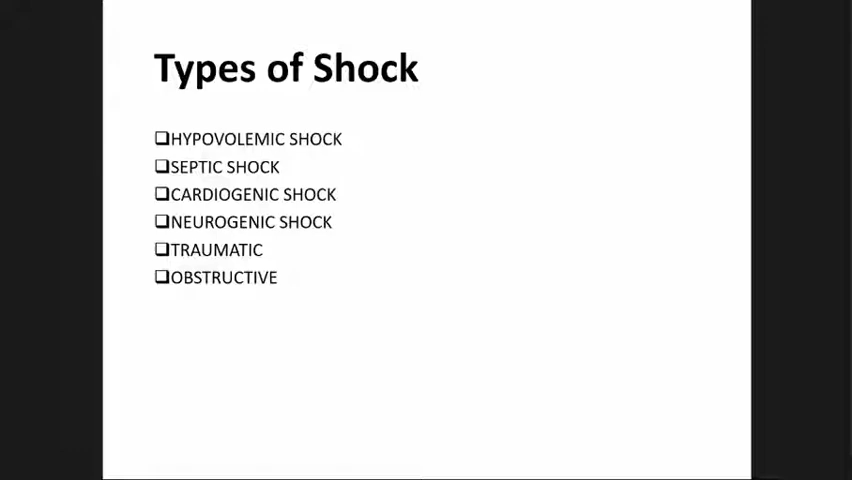 Types of Shock
❑HYPOVOLEMIC SHOCK
❑SEPTIC SHOCK
❑CARDIOGENIC SHOCK
❑NEUROGENIC SHOCK
❑TRAUMATIC
❑OBSTRUCTIVE